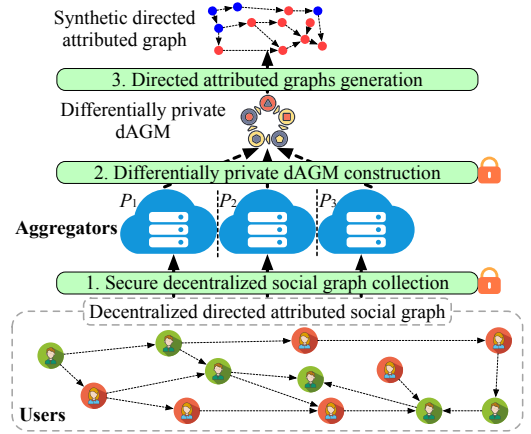 Synthetic directed
attributed graph
3. Directed attributed graphs generation
Differentially private
dAGM
2. Differentially private dAGM construction
P1 P2 P3
Aggregators
1. Secure decentralized social graph collection
Decentralized directed attributed social graph
Users